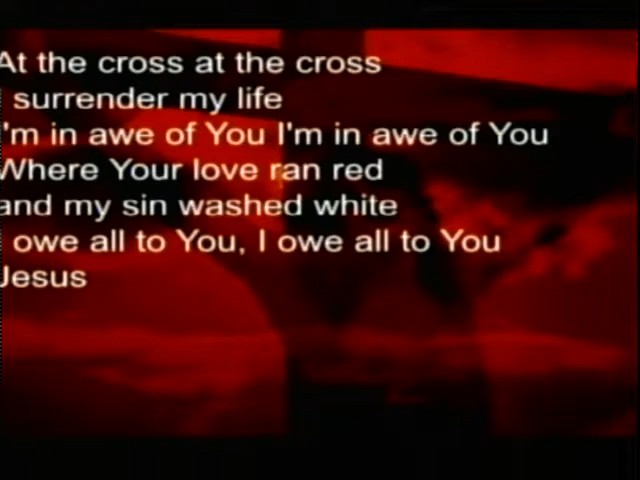 At the cross at the cross
I surrender my life
I'm in awe of You I'm in awe of You
Where Your love ran red
and my sin washed white
I owe all to You, I owe all to You
Jesus